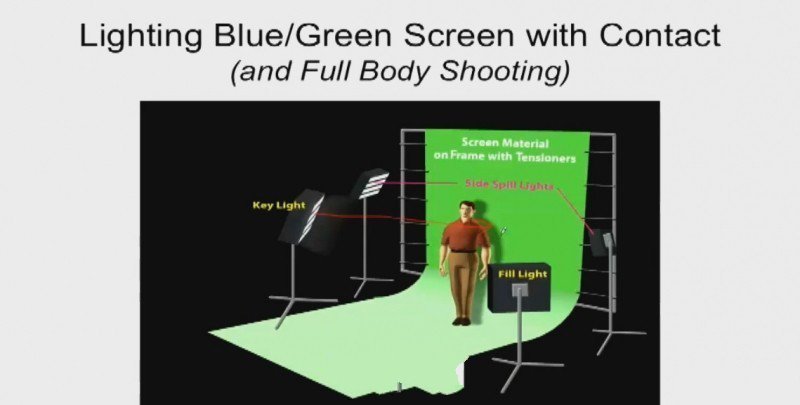 Lighting Blue/Green Screen with Contact
(and Full Body Shooting)
Screen Material
on Frame with Tensioners
Side Spill Lights
Key Light
Fill Light